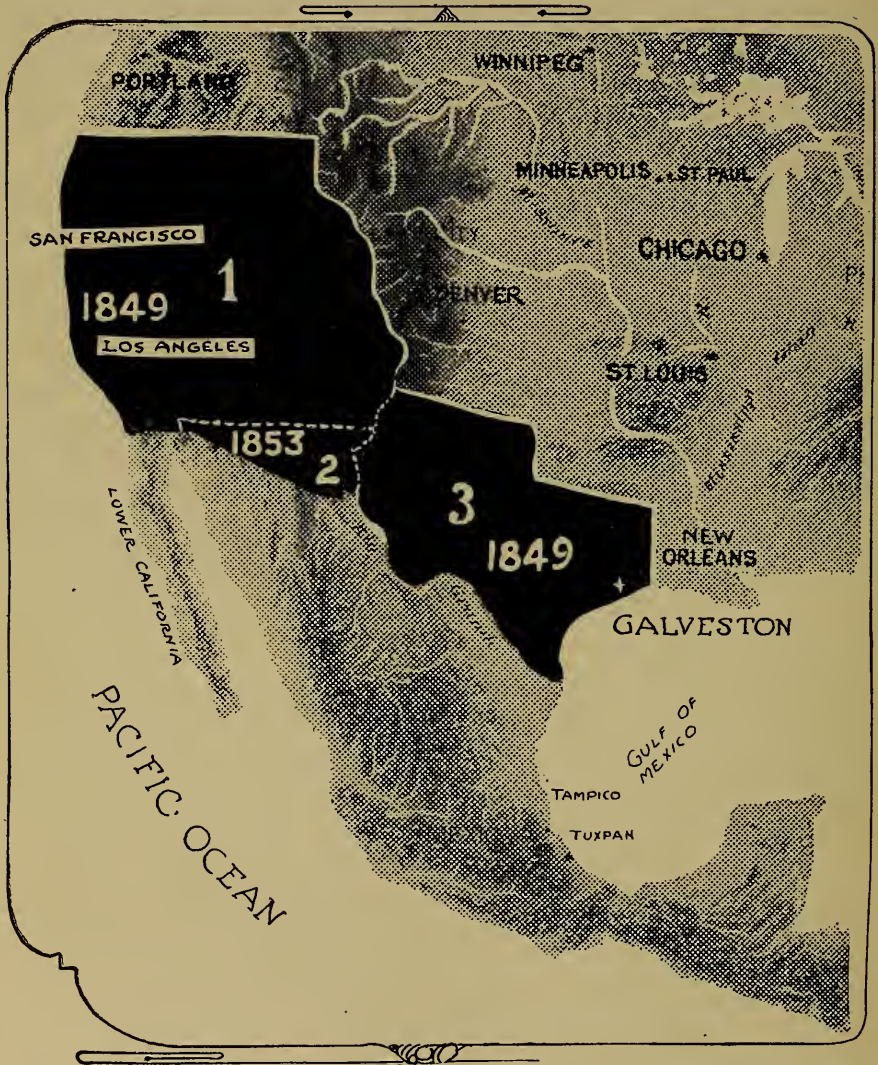 WINNIPEG
PORTLAND
MINNEAPOLIS ST. PAUL
SAN FRANCISCO
CHICAGO
1
1849
DENVER
LOS ANGELES
ST. LOUIS
1853
2
3
1849
NEW
ORLEANS
LOWER CALIFORNIA
GALVESTON
PACIFIC OCEAN
GULF OF
MEXICO
TAMPICO
TUXPAN